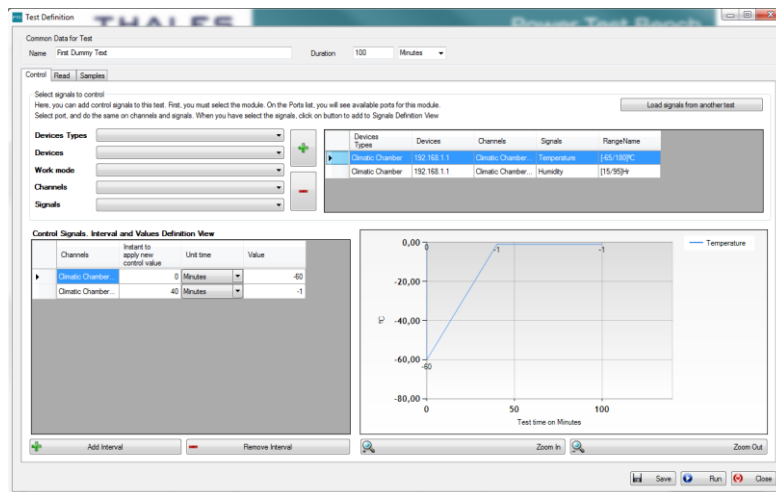 Test Definition
THALES
Power Test Bench
Common Data for Test
Name First Dummy Text Duration 100 Minutes
Control Read Samples
Select signals to control
Here, you can add control signals to this test. First, you must select the module. On the Ports list, you will see available ports for this module.
Select port, and do the same on channels and signals. When you have select the signals, click on button to add to Signals Definition View
Load signals from another test
Devices Types
Devices
Work mode
Channels
Signals
Devices Types Devices Channels Signals RangeName
Climatic Chamber 192.168.1.1 Climatic Chamber... Temperature [-65/180]ºC
Climatic Chamber 192.168.1.1 Climatic Chamber... Humidity [15/95]Hr
Control Signals. Interval and Values Definition View
Channels Instant to apply new control value Unit time Value
Climatic Chamber... 0 Minutes -60
Climatic Chamber... 40 Minutes -1
Temperature
0,00
-20,00
-40,00
-60,00
-80,00
ºC
0
-1
-1
-60
0 50 100
Test time on Minutes
Add Interval Remove Interval Zoom In Zoom Out
Save Run Close